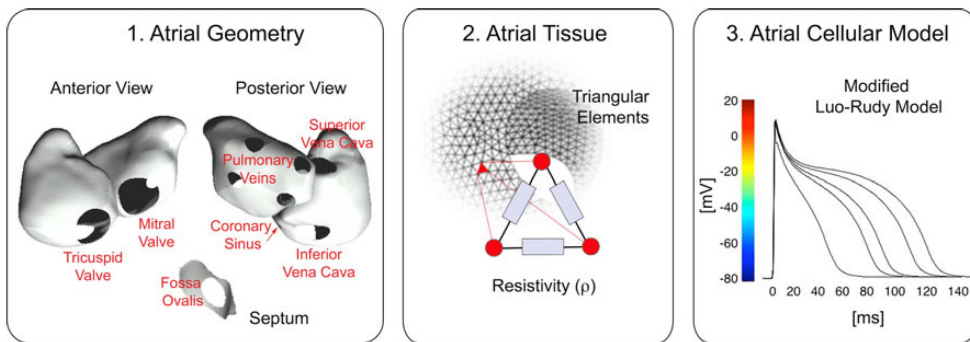 1. Atrial Geometry
Anterior View
Posterior View
Superior
Vena Cava
Pulmonary
Veins
Mitral
Valve
Coronary
Sinus
Tricuspid
Valve
Inferior
Vena Cava
Fossa
Ovalis
Septum
2. Atrial Tissue
Triangular
Elements
Resistivity (ρ)
3. Atrial Cellular Model
Modified
Luo-Rudy Model
20
0
-20
-40
-60
-80
[mV]
0 20 40 60 80 100 120 140
[ms]